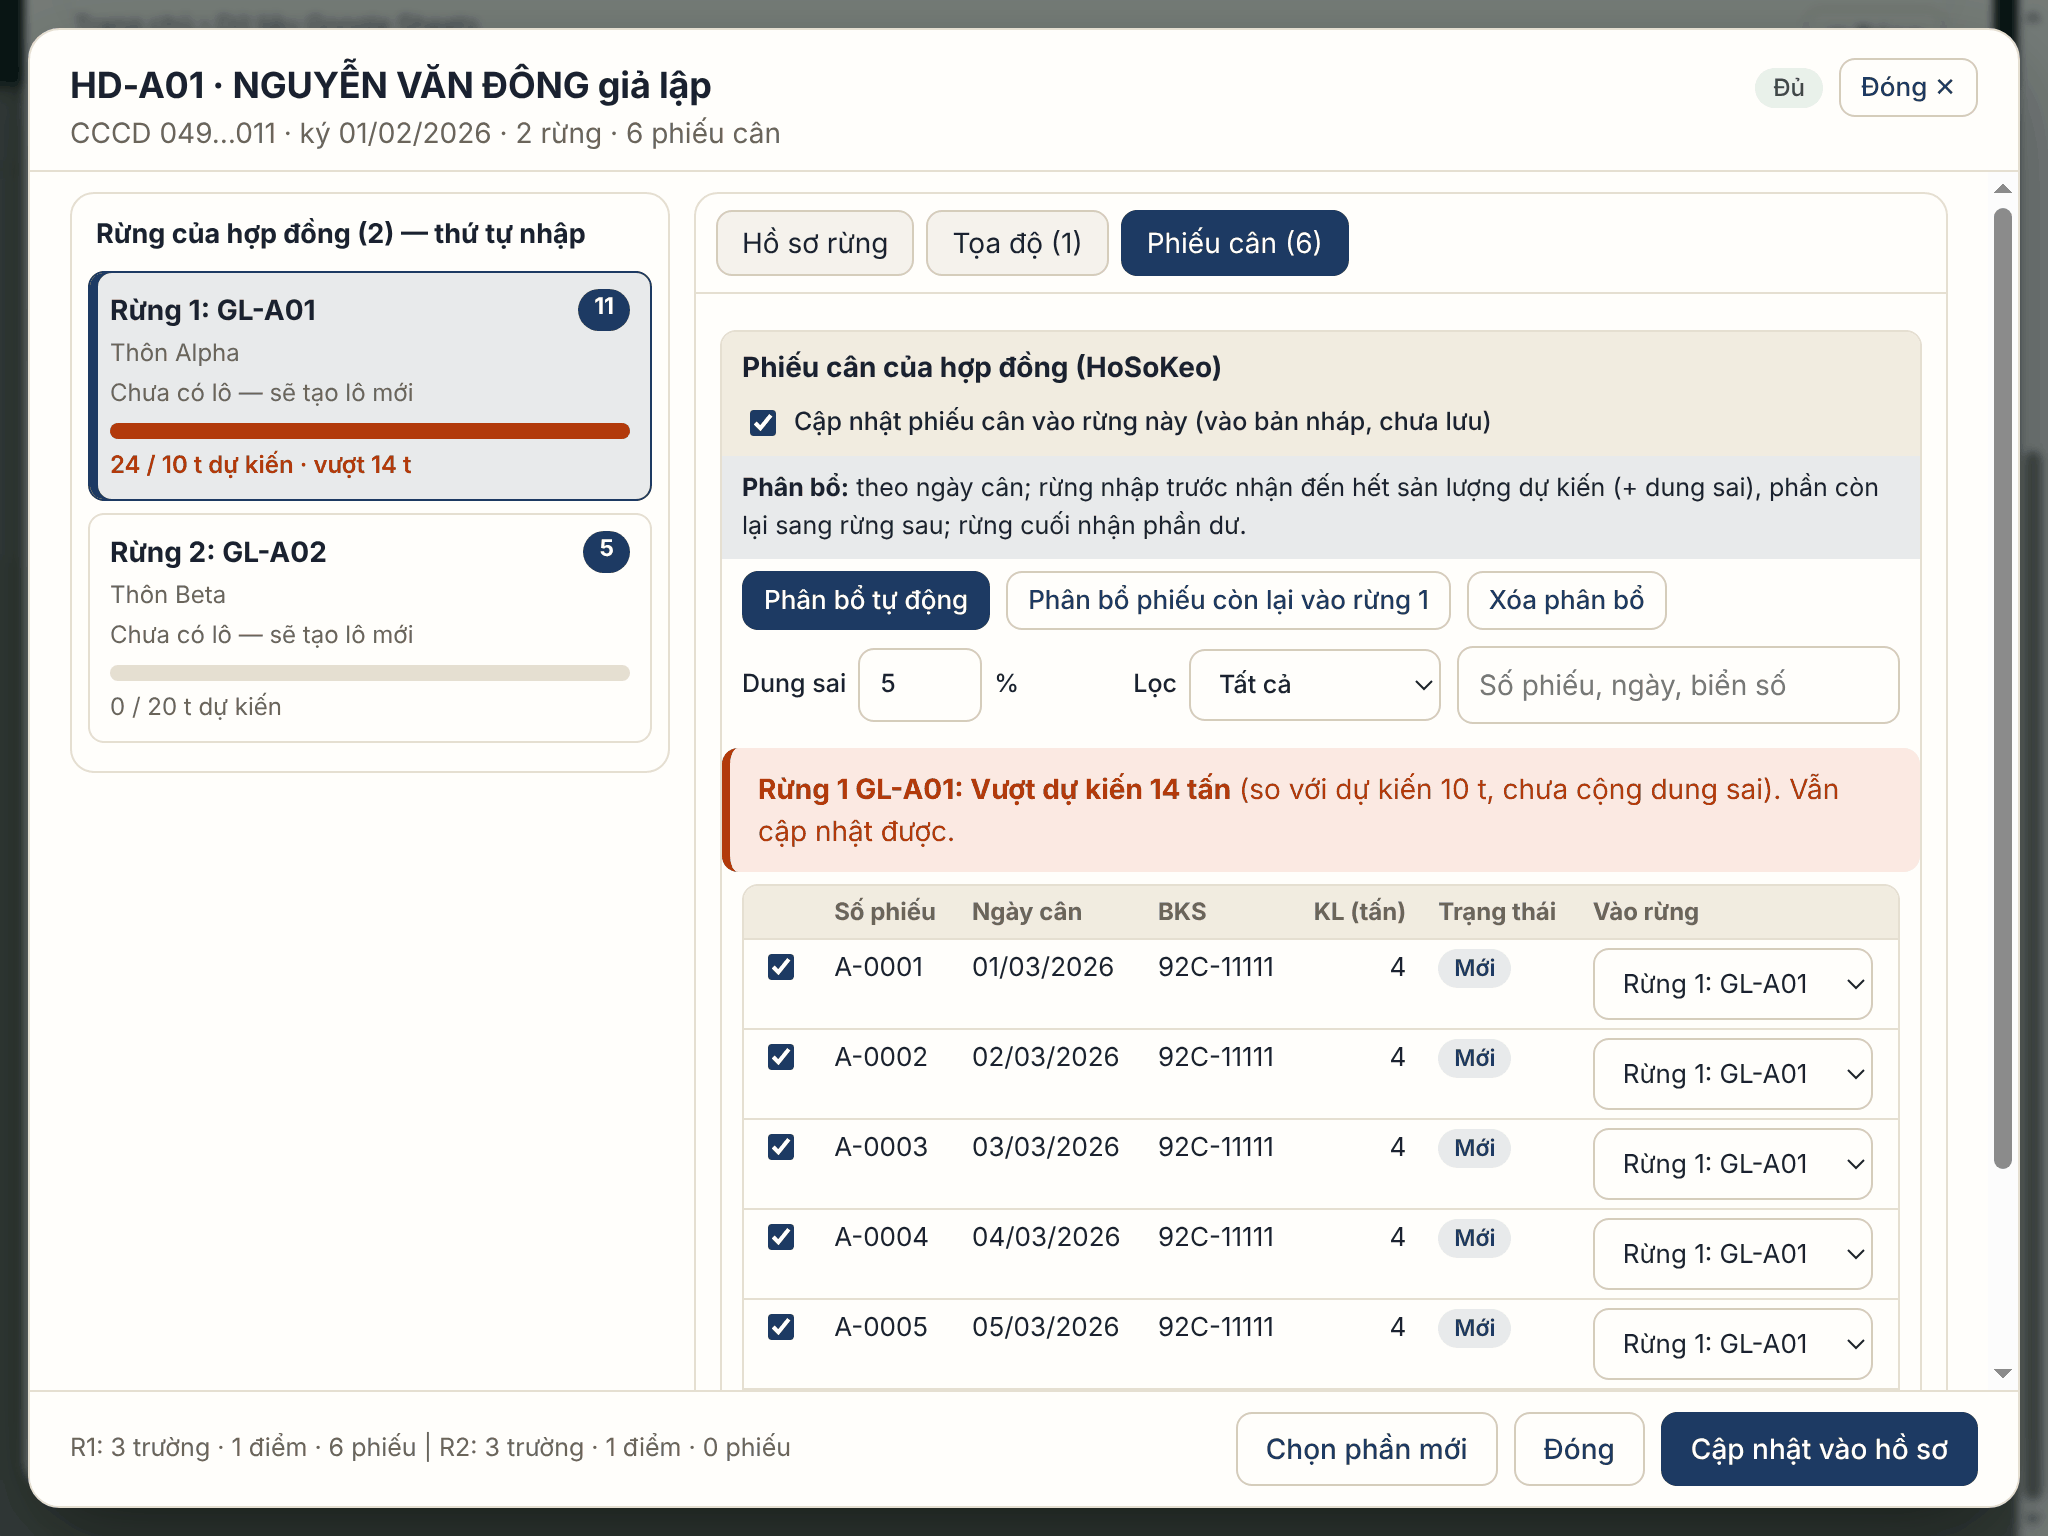 HD-A01 · NGUYỄN VĂN ĐÔNG giả lập
CCCD 049...011 · ký 01/02/2026 · 2 rừng · 6 phiếu cân
Đủ
Đóng ✕
Rừng của hợp đồng (2) — thứ tự nhập
Rừng 1: GL-A01
11
Thôn Alpha
Chưa có lô — sẽ tạo lô mới
24 / 10 t dự kiến · vượt 14 t
Rừng 2: GL-A02
5
Thôn Beta
Chưa có lô — sẽ tạo lô mới
0 / 20 t dự kiến
Hồ sơ rừng
Tọa độ (1)
Phiếu cân (6)
Phiếu cân của hợp đồng (HoSoKeo)
Cập nhật phiếu cân vào rừng này (vào bản nháp, chưa lưu)
Phân bổ: theo ngày cân; rừng nhập trước nhận đến hết sản lượng dự kiến (+ dung sai), phần còn
lại sang rừng sau; rừng cuối nhận phần dư.
Phân bổ tự động
Phân bổ phiếu còn lại vào rừng 1
Xóa phân bổ
Dung sai 5 %
Lọc Tất cả
Số phiếu, ngày, biển số
Rừng 1 GL-A01: Vượt dự kiến 14 tấn (so với dự kiến 10 t, chưa cộng dung sai). Vẫn
cập nhật được.
Số phiếu Ngày cân BKS KL (tấn) Trạng thái Vào rừng
A-0001 01/03/2026 92C-11111 4 Mới Rừng 1: GL-A01
A-0002 02/03/2026 92C-11111 4 Mới Rừng 1: GL-A01
A-0003 03/03/2026 92C-11111 4 Mới Rừng 1: GL-A01
A-0004 04/03/2026 92C-11111 4 Mới Rừng 1: GL-A01
A-0005 05/03/2026 92C-11111 4 Mới Rừng 1: GL-A01
R1: 3 trường · 1 điểm · 6 phiếu | R2: 3 trường · 1 điểm · 0 phiếu
Chọn phần mới
Đóng
Cập nhật vào hồ sơ